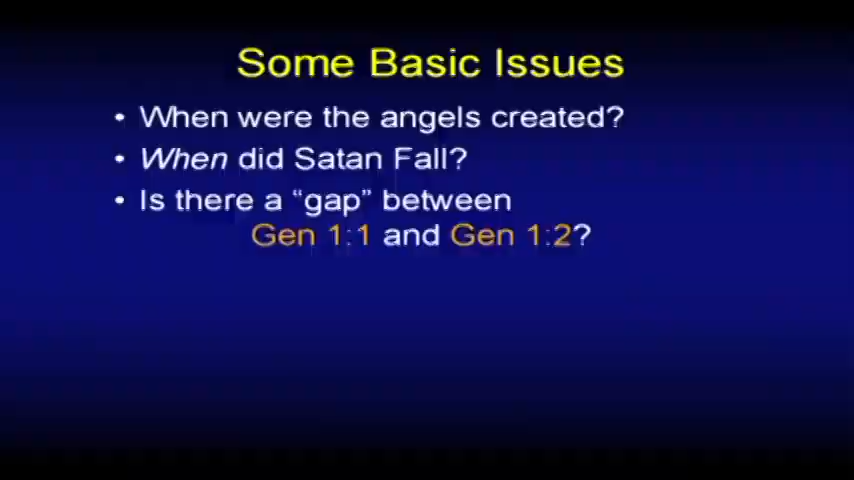 Some Basic Issues
• When were the angels created?
• When did Satan Fall?
• Is there a “gap” between
Gen 1:1 and Gen 1:2?